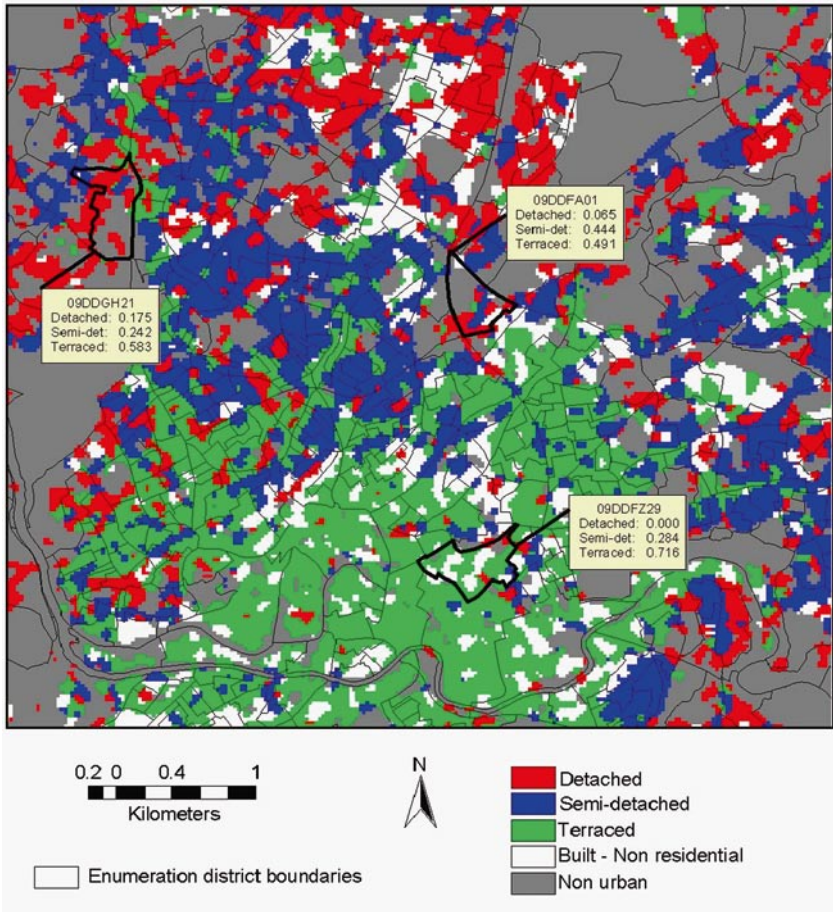 09DDFA01
Detached: 0.065
Semi-det: 0.444
Terraced: 0.491
09DDGH21
Detached: 0.175
Semi-det: 0.242
Terraced: 0.583
09DDFZ29
Detached: 0.000
Semi-det: 0.284
Terraced: 0.716
0.2 0 0.4 1
Kilometers
N
Enumeration district boundaries
Detached
Semi-detached
Terraced
Built - Non residential
Non urban